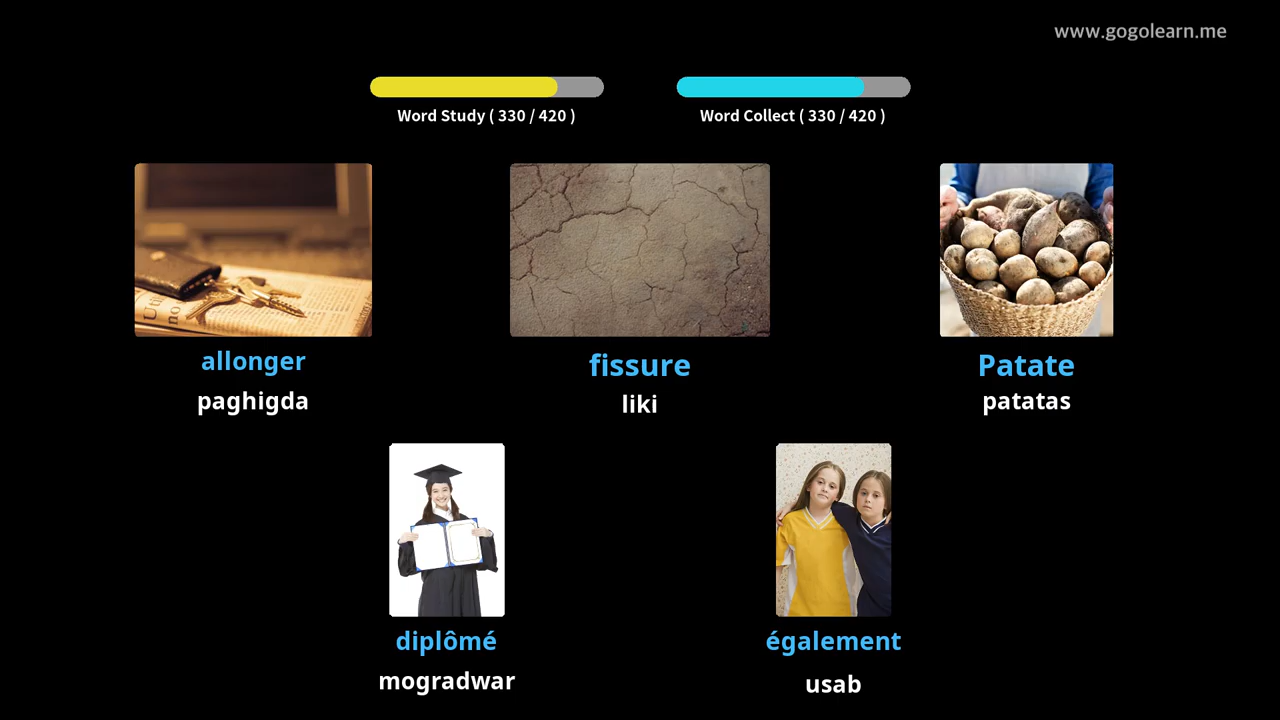 www.gogolearn.me
Word Study ( 330 / 420 )
Word Collect ( 330 / 420 )
allonger
paghigda
fissure
liki
Patate
patatas
diplômé
mogradwar
également
usab